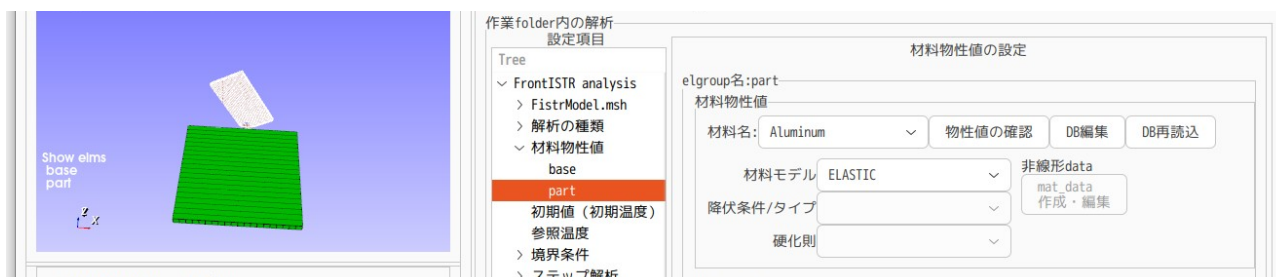 作業folder内の解析
設定項目
Tree
FrontISTR analysis
FistrModel.msh
解析の種類
材料物性値
base
part
初期値（初期温度）
参照温度
境界条件
ステップ解析
材料物性値の設定
elgroup名:part
材料物性値
材料名: Aluminum 物性値の確認 DB編集 DB再読込
材料モデル ELASTIC
非線形data
mat_data
作成・編集
降伏条件/タイプ
硬化則
Show elms
base
part
Z
X